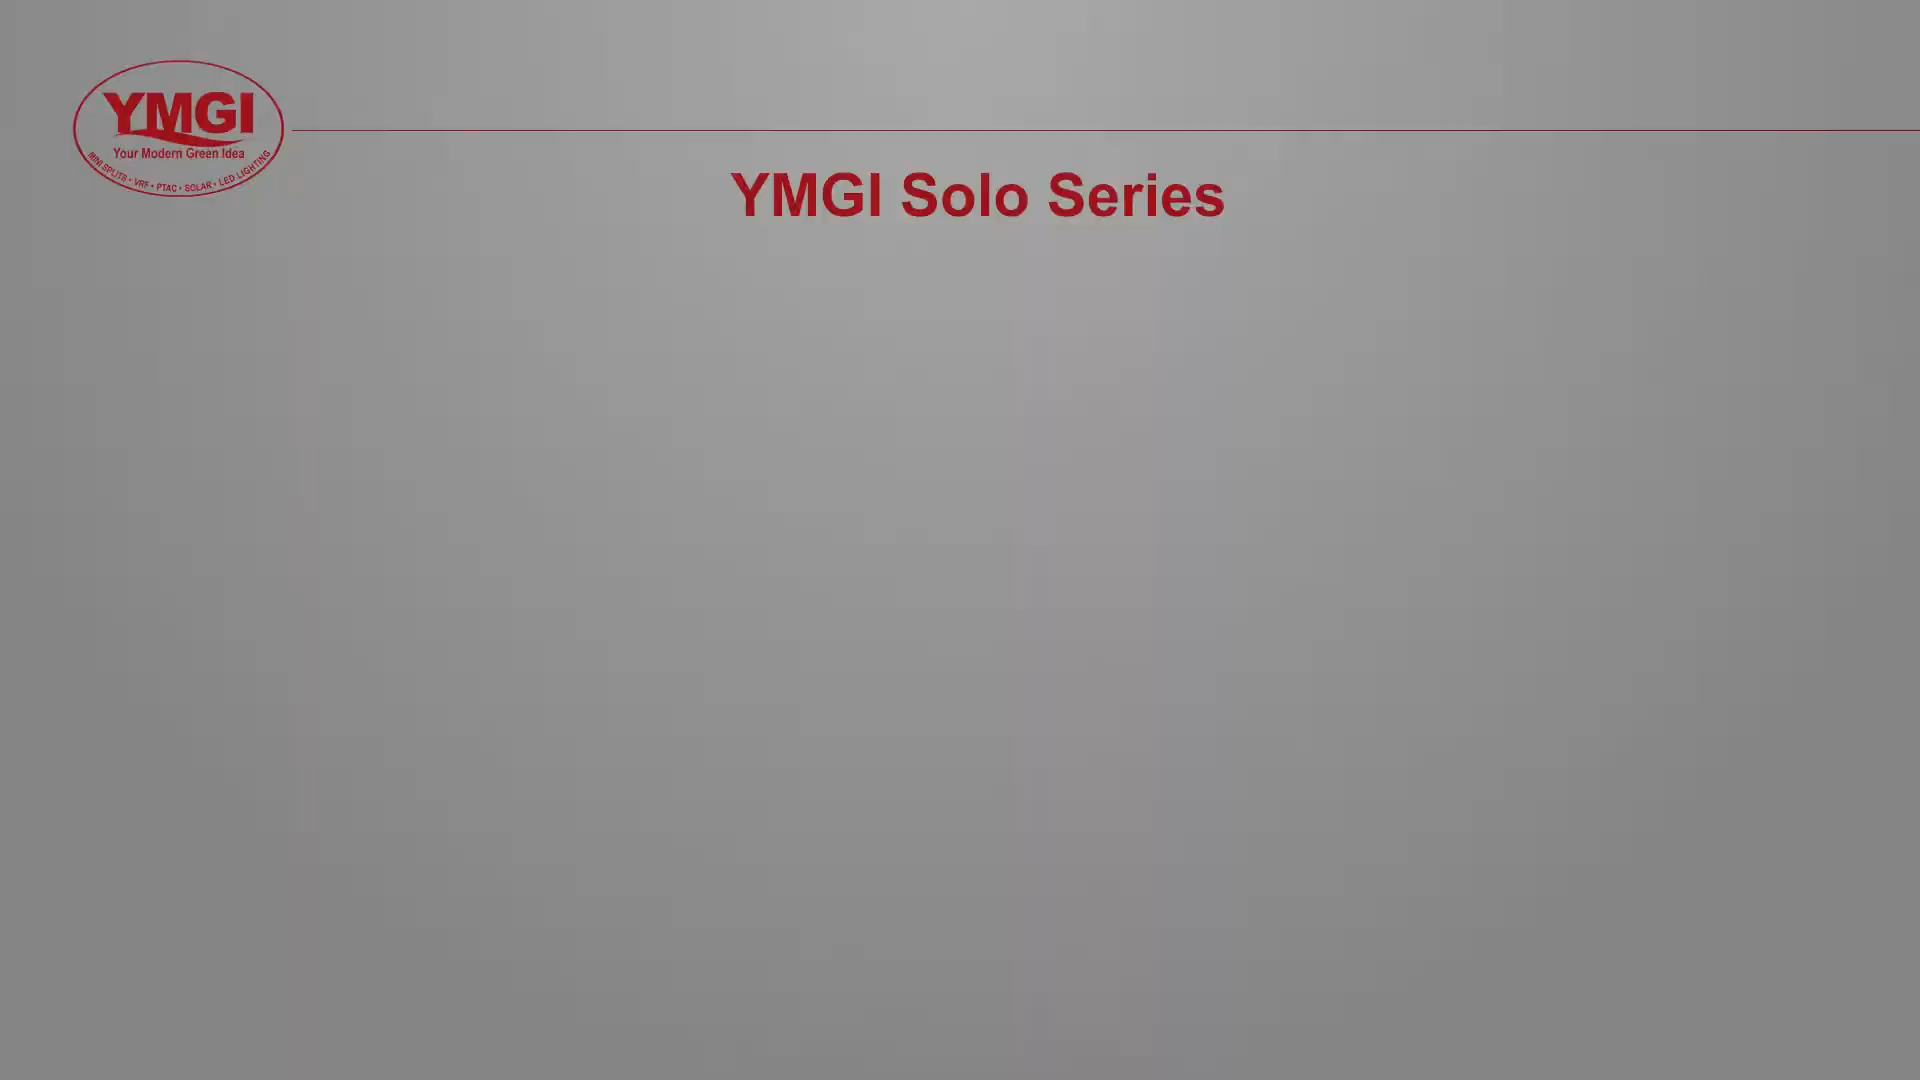 YMGI
Your Modern Green Idea
MINI SPLITS • VRF • PTAC • SOLAR • LED LIGHTING
YMGI Solo Series